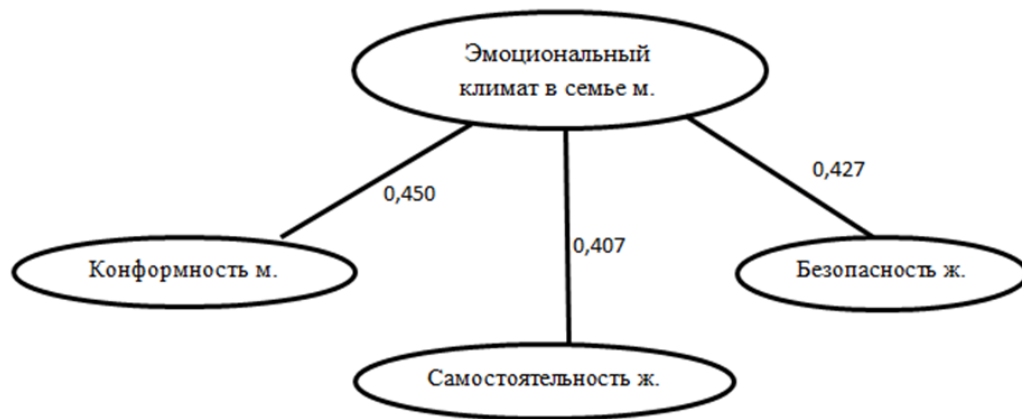 Эмоциональный
климат в семье м.
0,427
0,450
0,407
Конформность м.
Безопасность ж.
Самостоятельность ж.